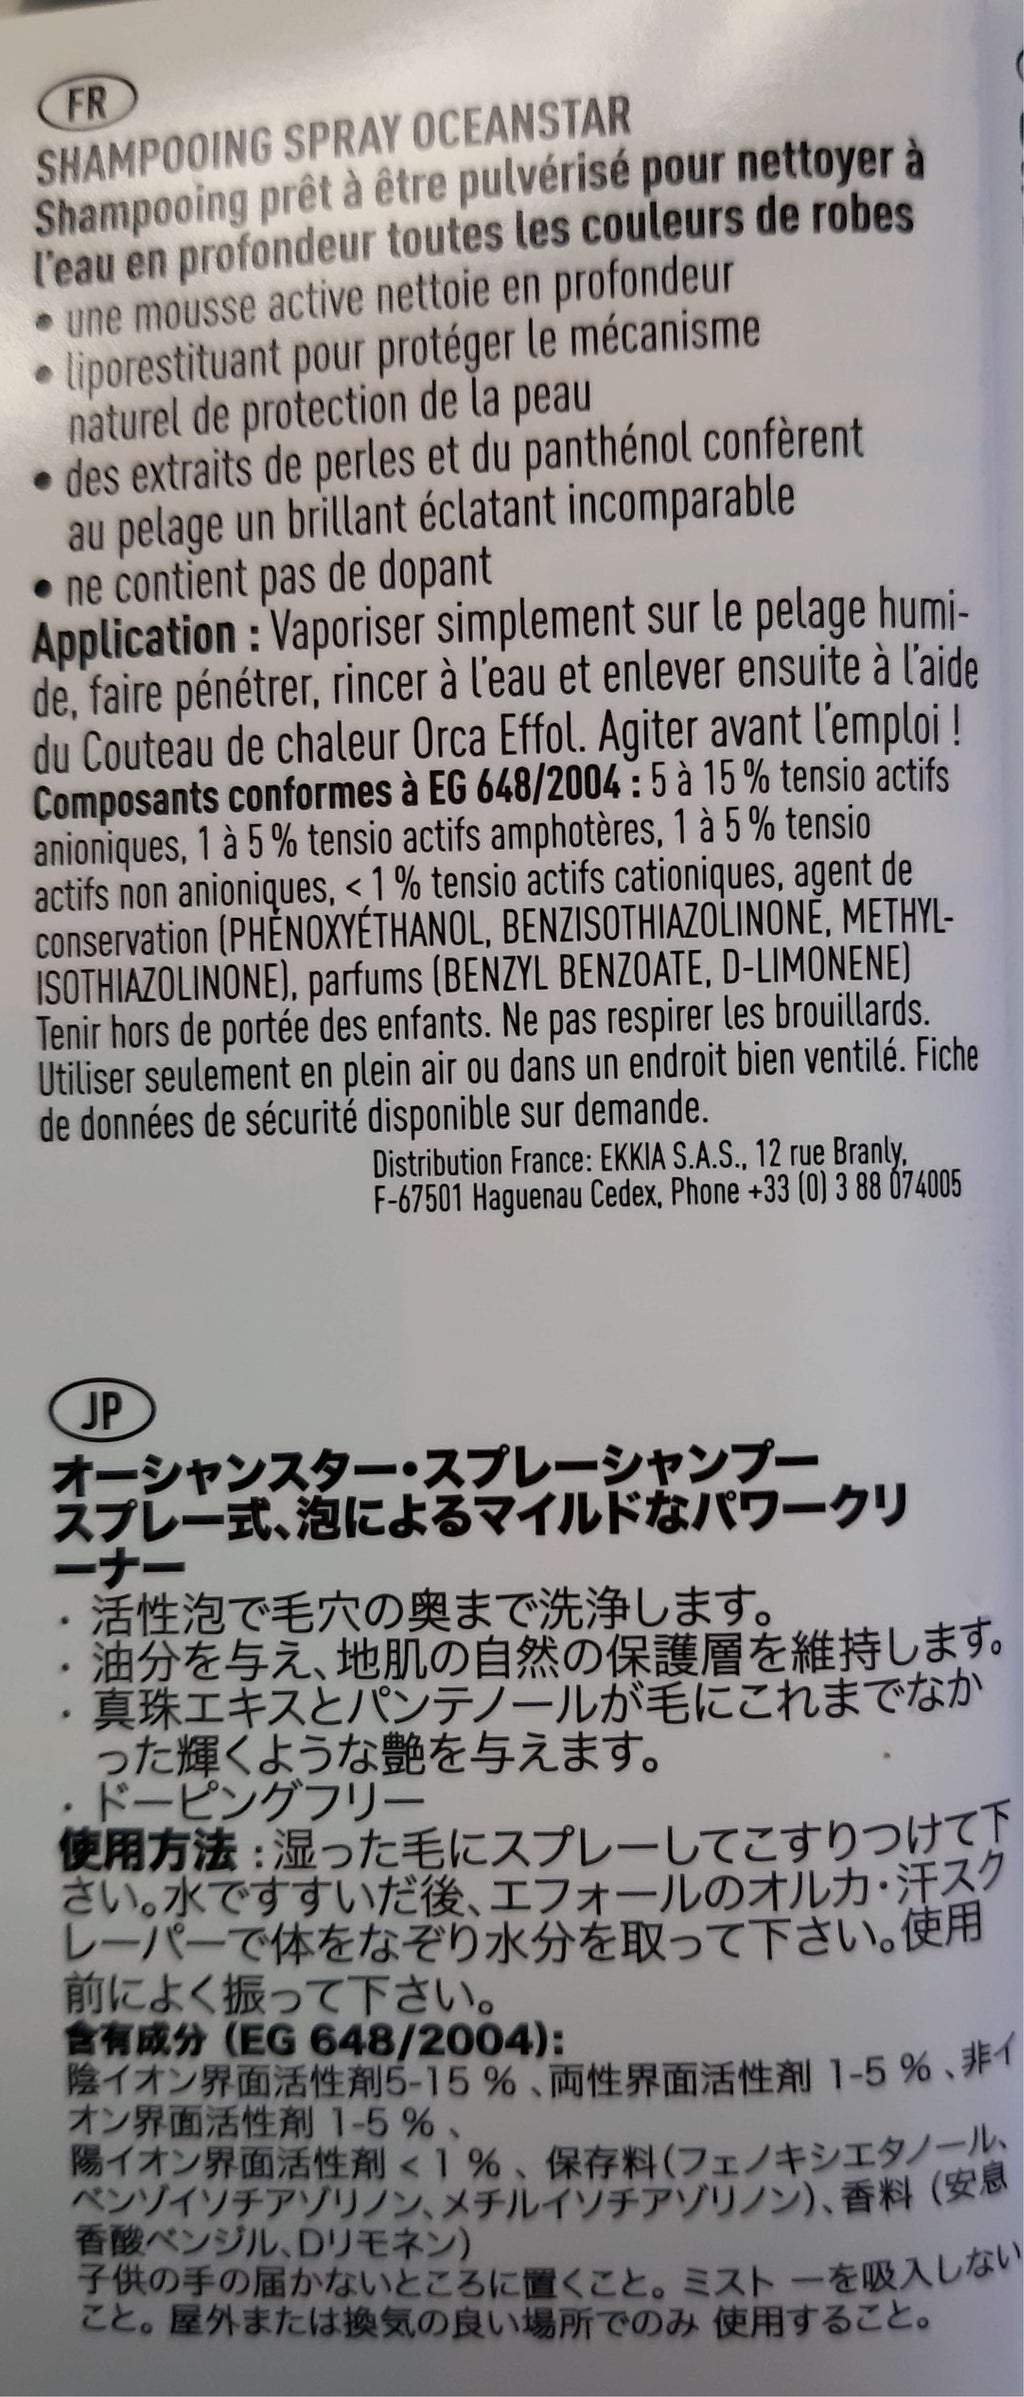 FR
SHAMPOOING SPRAY OCEANSTAR
Shampooing prêt à être pulvérisé pour nettoyer à
l'eau en profondeur toutes les couleurs de robes
• une mousse active nettoie en profondeur
• liporestituant pour protéger le mécanisme
naturel de protection de la peau
• des extraits de perles et du panthénol confèrent
au pelage un brillant éclatant incomparable
• ne contient pas de dopant
Application : Vaporiser simplement sur le pelage humi-
de, faire pénétrer, rincer à l'eau et enlever ensuite à l'aide
du Couteau de chaleur Orca Effol. Agiter avant l'emploi !
Composants conformes à EG 648/2004 : 5 à 15 % tensio actifs
anioniques, 1 à 5 % tensio actifs amphotères, 1 à 5 % tensio
actifs non anioniques, < 1 % tensio actifs cationiques, agent de
conservation (PHÉNOXYÉTHANOL, BENZISOTHIAZOLINONE, METHYL-
ISOTHIAZOLINONE), parfums (BENZYL BENZOATE, D-LIMONENE)
Tenir hors de portée des enfants. Ne pas respirer les brouillards.
Utiliser seulement en plein air ou dans un endroit bien ventilé. Fiche
de données de sécurité disponible sur demande.
Distribution France: EKKIA S.A.S., 12 rue Branly,
F-67501 Haguenau Cedex, Phone +33 (0) 3 88 074005
JP
オーシャンスター・スプレーシャンプー
スプレー式、泡によるマイルドなパワークリ
ーナー
・活性泡で毛穴の奥まで洗浄します。
・油分を与え、地肌の自然の保護層を維持します。
・真珠エキスとパンテノールが毛にこれまでなか
った輝くような艶を与えます。
・ドーピングフリー
使用方法 : 湿った毛にスプレーしてこすりつけて下
さい。水ですすいだ後、エフォールのオルカ・汗スク
レーパーで体をなぞり水分を取って下さい。使用
前によく振って下さい。
含有成分 (EG 648/2004):
陰イオン界面活性剤5-15 % 、両性界面活性剤 1-5 % 、非イ
オン界面活性剤 1-5 % 、
陽イオン界面活性剤 < 1 % 、保存料(フェノキシエタノール、
ベンゾイソチアゾリノン、メチルイソチアゾリノン)、香料 (安息
香酸ベンジル、Dリモネン)
子供の手の届かないところに置くこと。ミスト ーを吸入しない
こと。屋外または換気の良い場所でのみ 使用すること。